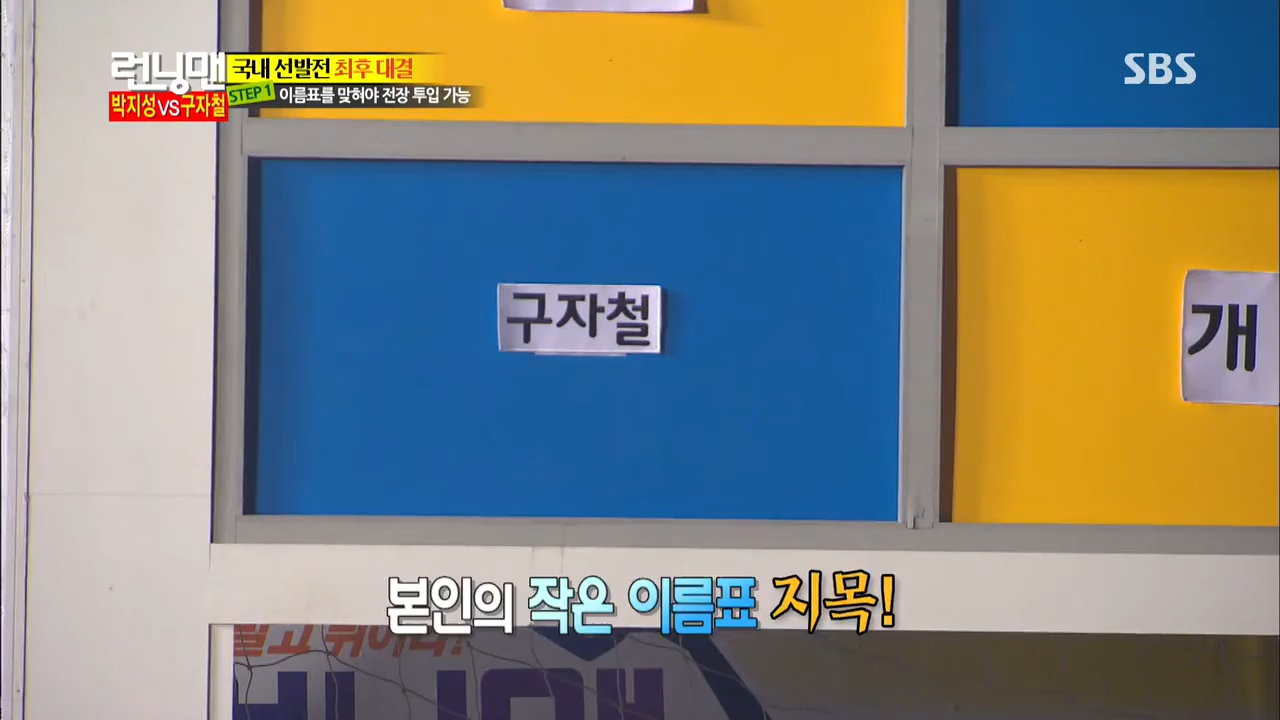 런닝맨
국내 선발전 최후 대결
박지성VS구자철
STEP 1 이름표를 맞혀야 전장 투입 가능
SBS
구자철
개
본인의 작은 이름표 지목!